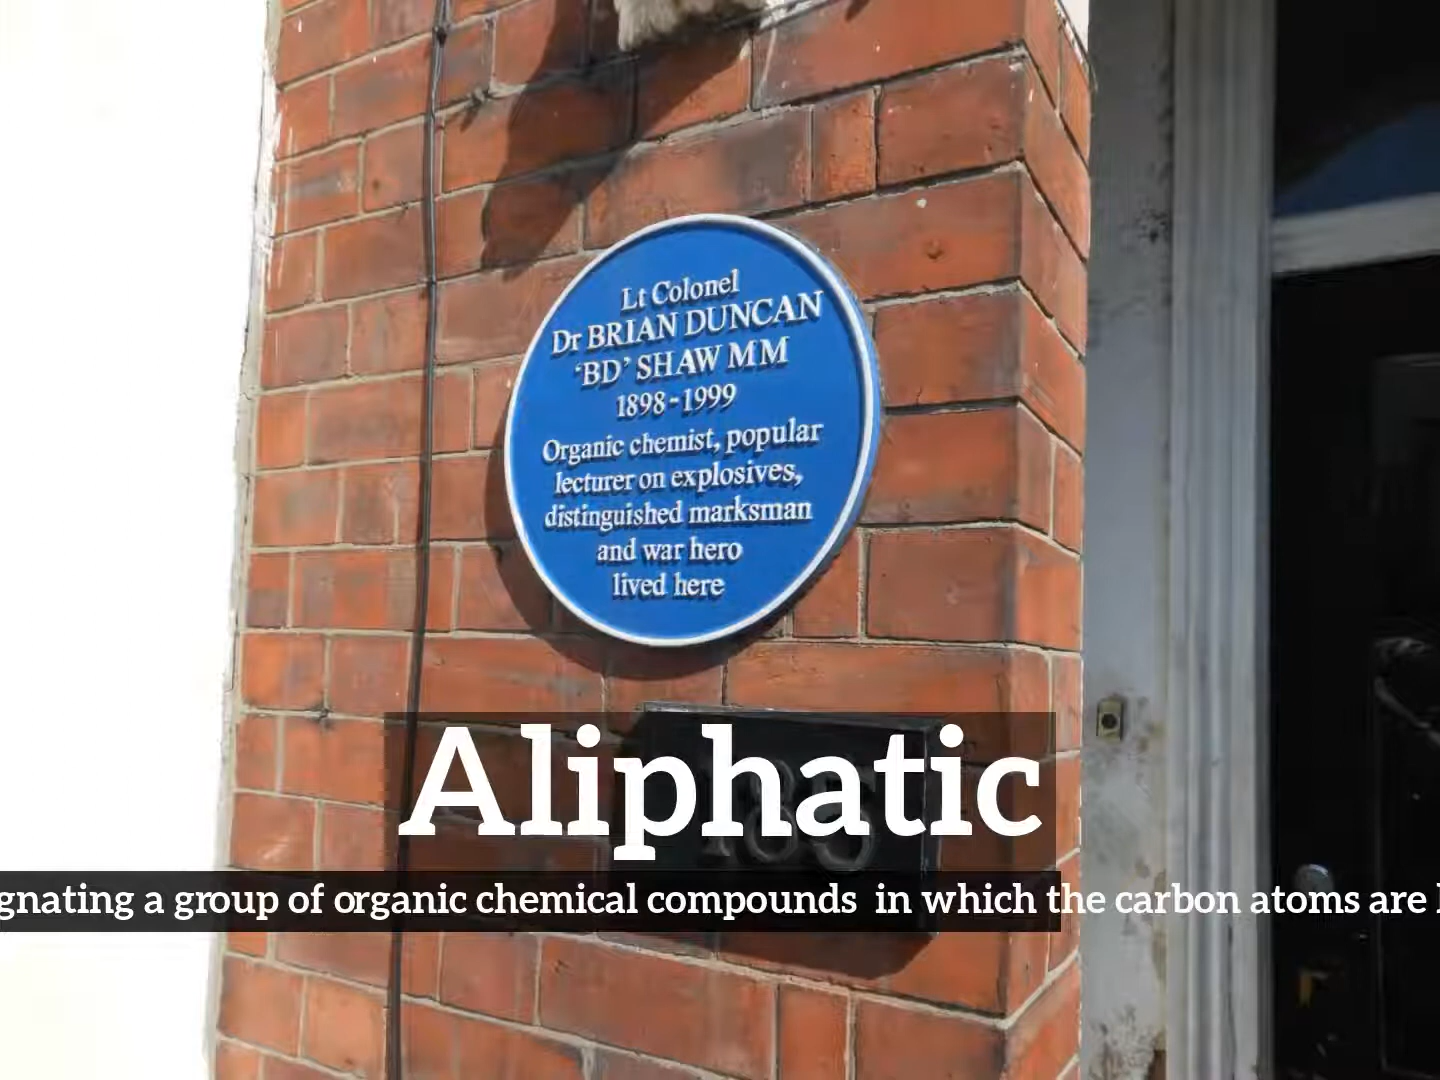 Lt Colonel
Dr BRIAN DUNCAN
‘BD’ SHAW MM
1898-1999
Organic chemist, popular
lecturer on explosives,
distinguished marksman
and war hero
lived here
Aliphatic
185
a group of organic chemical compounds in which the carbon atoms are